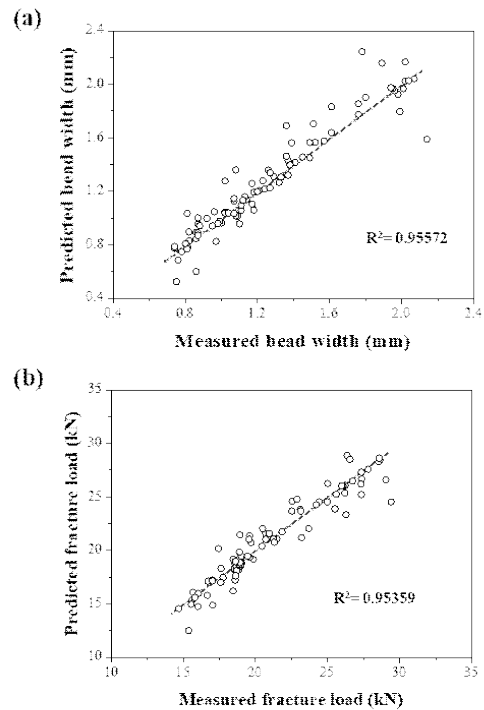 (a)
2.4
2.0
1.6
1.2
0.8
0.4
Predicted bead width (mm)
R²= 0.95572
0.4 0.8 1.2 1.6 2.0 2.4
Measured bead width (mm)
(b)
35
30
25
20
15
10
Predicted fracture load (kN)
R²= 0.95359
10 15 20 25 30 35
Measured fracture load (kN)